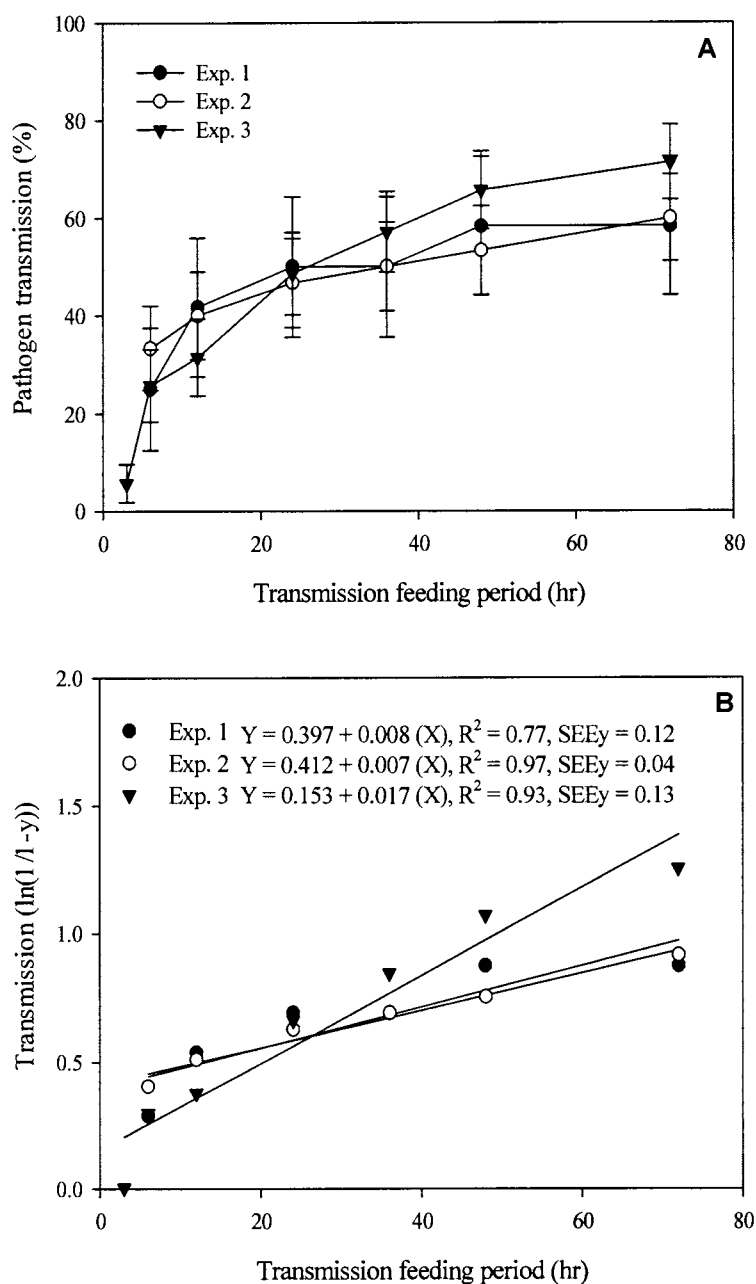 A
100
80
60
40
20
0
Exp. 1
Exp. 2
Exp. 3
Pathogen transmission (%)
0 20 40 60 80
Transmission feeding period (hr)
B
2.0
1.5
1.0
0.5
0.0
Exp. 1 Y = 0.397 + 0.008 (X), R² = 0.77, SEEy = 0.12
Exp. 2 Y = 0.412 + 0.007 (X), R² = 0.97, SEEy = 0.04
Exp. 3 Y = 0.153 + 0.017 (X), R² = 0.93, SEEy = 0.13
Transmission (ln(1/1-y))
0 20 40 60 80
Transmission feeding period (hr)